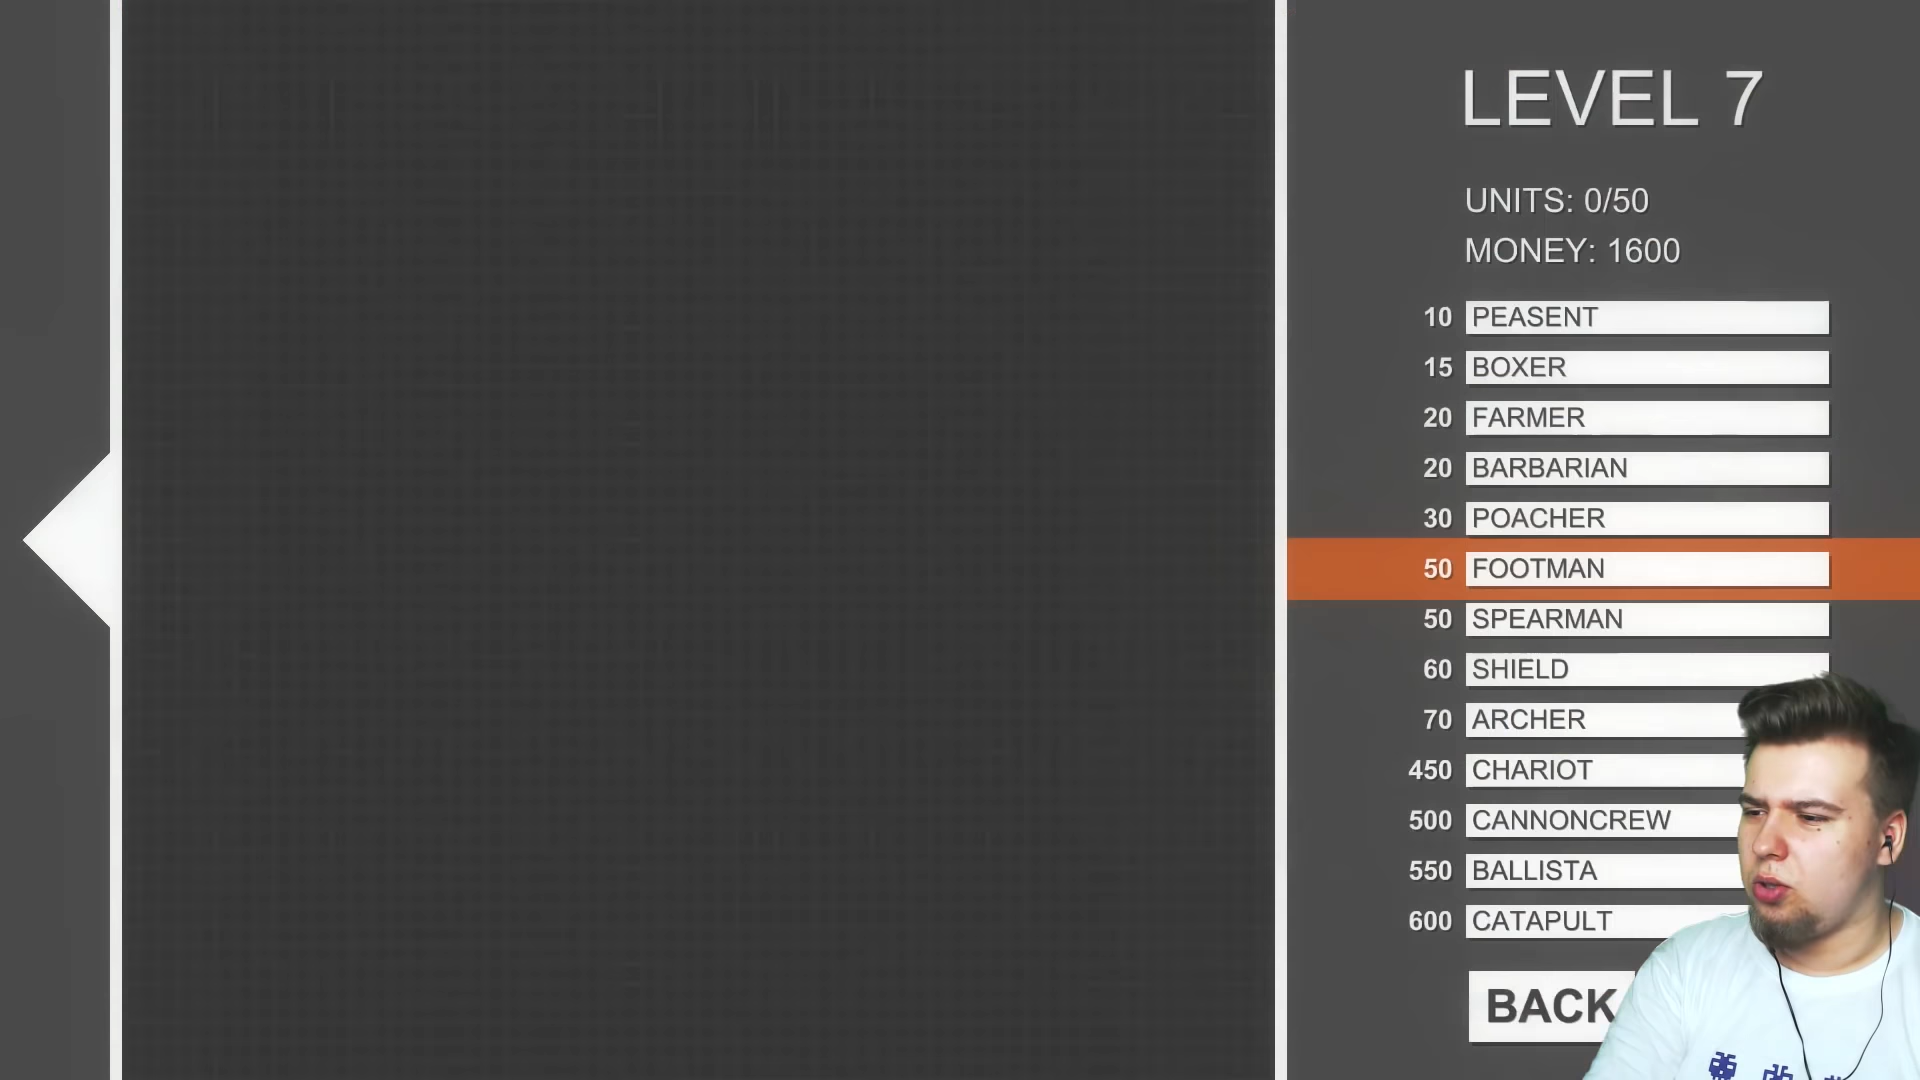 LEVEL 7
UNITS: 0/50
MONEY: 1600
10 PEASENT
15 BOXER
20 FARMER
20 BARBARIAN
30 POACHER
50 FOOTMAN
50 SPEARMAN
60 SHIELD
70 ARCHER
450 CHARIOT
500 CANNONCREW
550 BALLISTA
600 CATAPULT
BACK